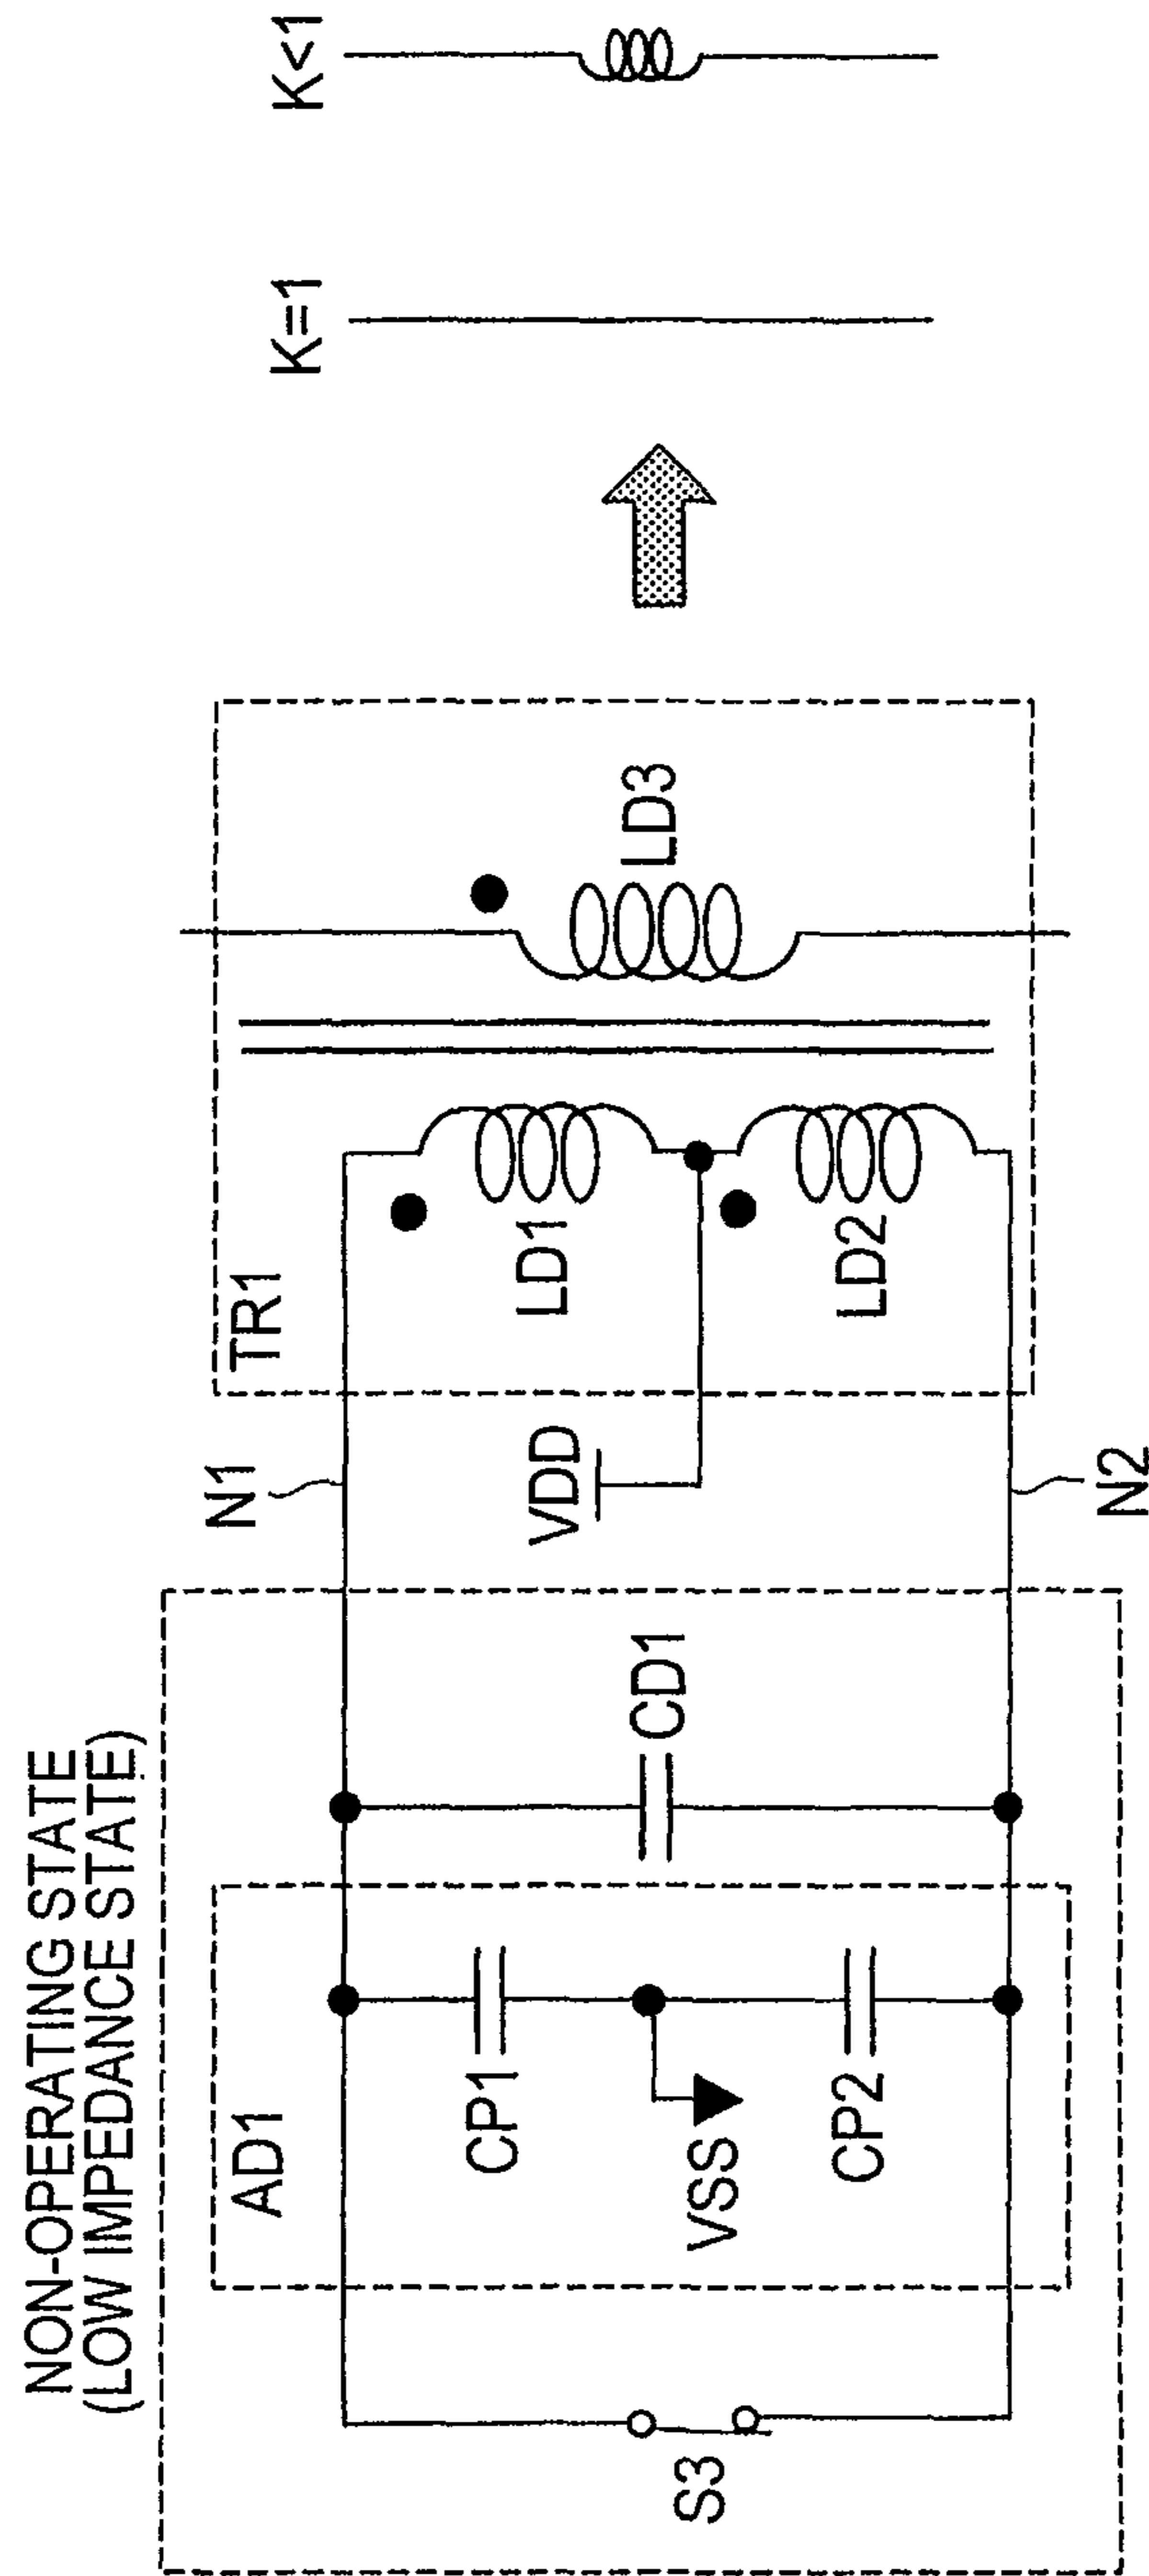 NON-OPERATING STATE
(LOW IMPEDANCE STATE)
AD1
S3
CP1
VSS
CP2
CD1
N1
VDD
N2
TR1
LD1
LD2
LD3
K=1
K<1